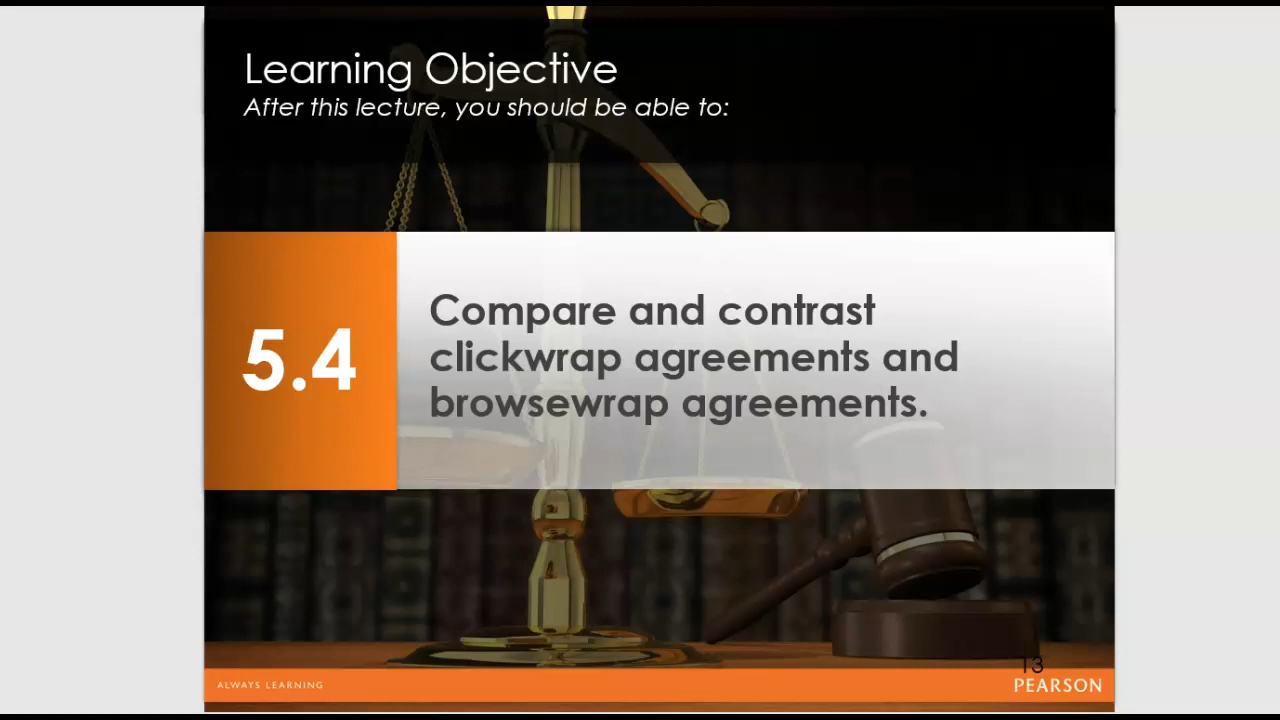 Learning Objective
After this lecture, you should be able to:
5.4
Compare and contrast
clickwrap agreements and
browsewrap agreements.
13
ALWAYS LEARNING
PEARSON